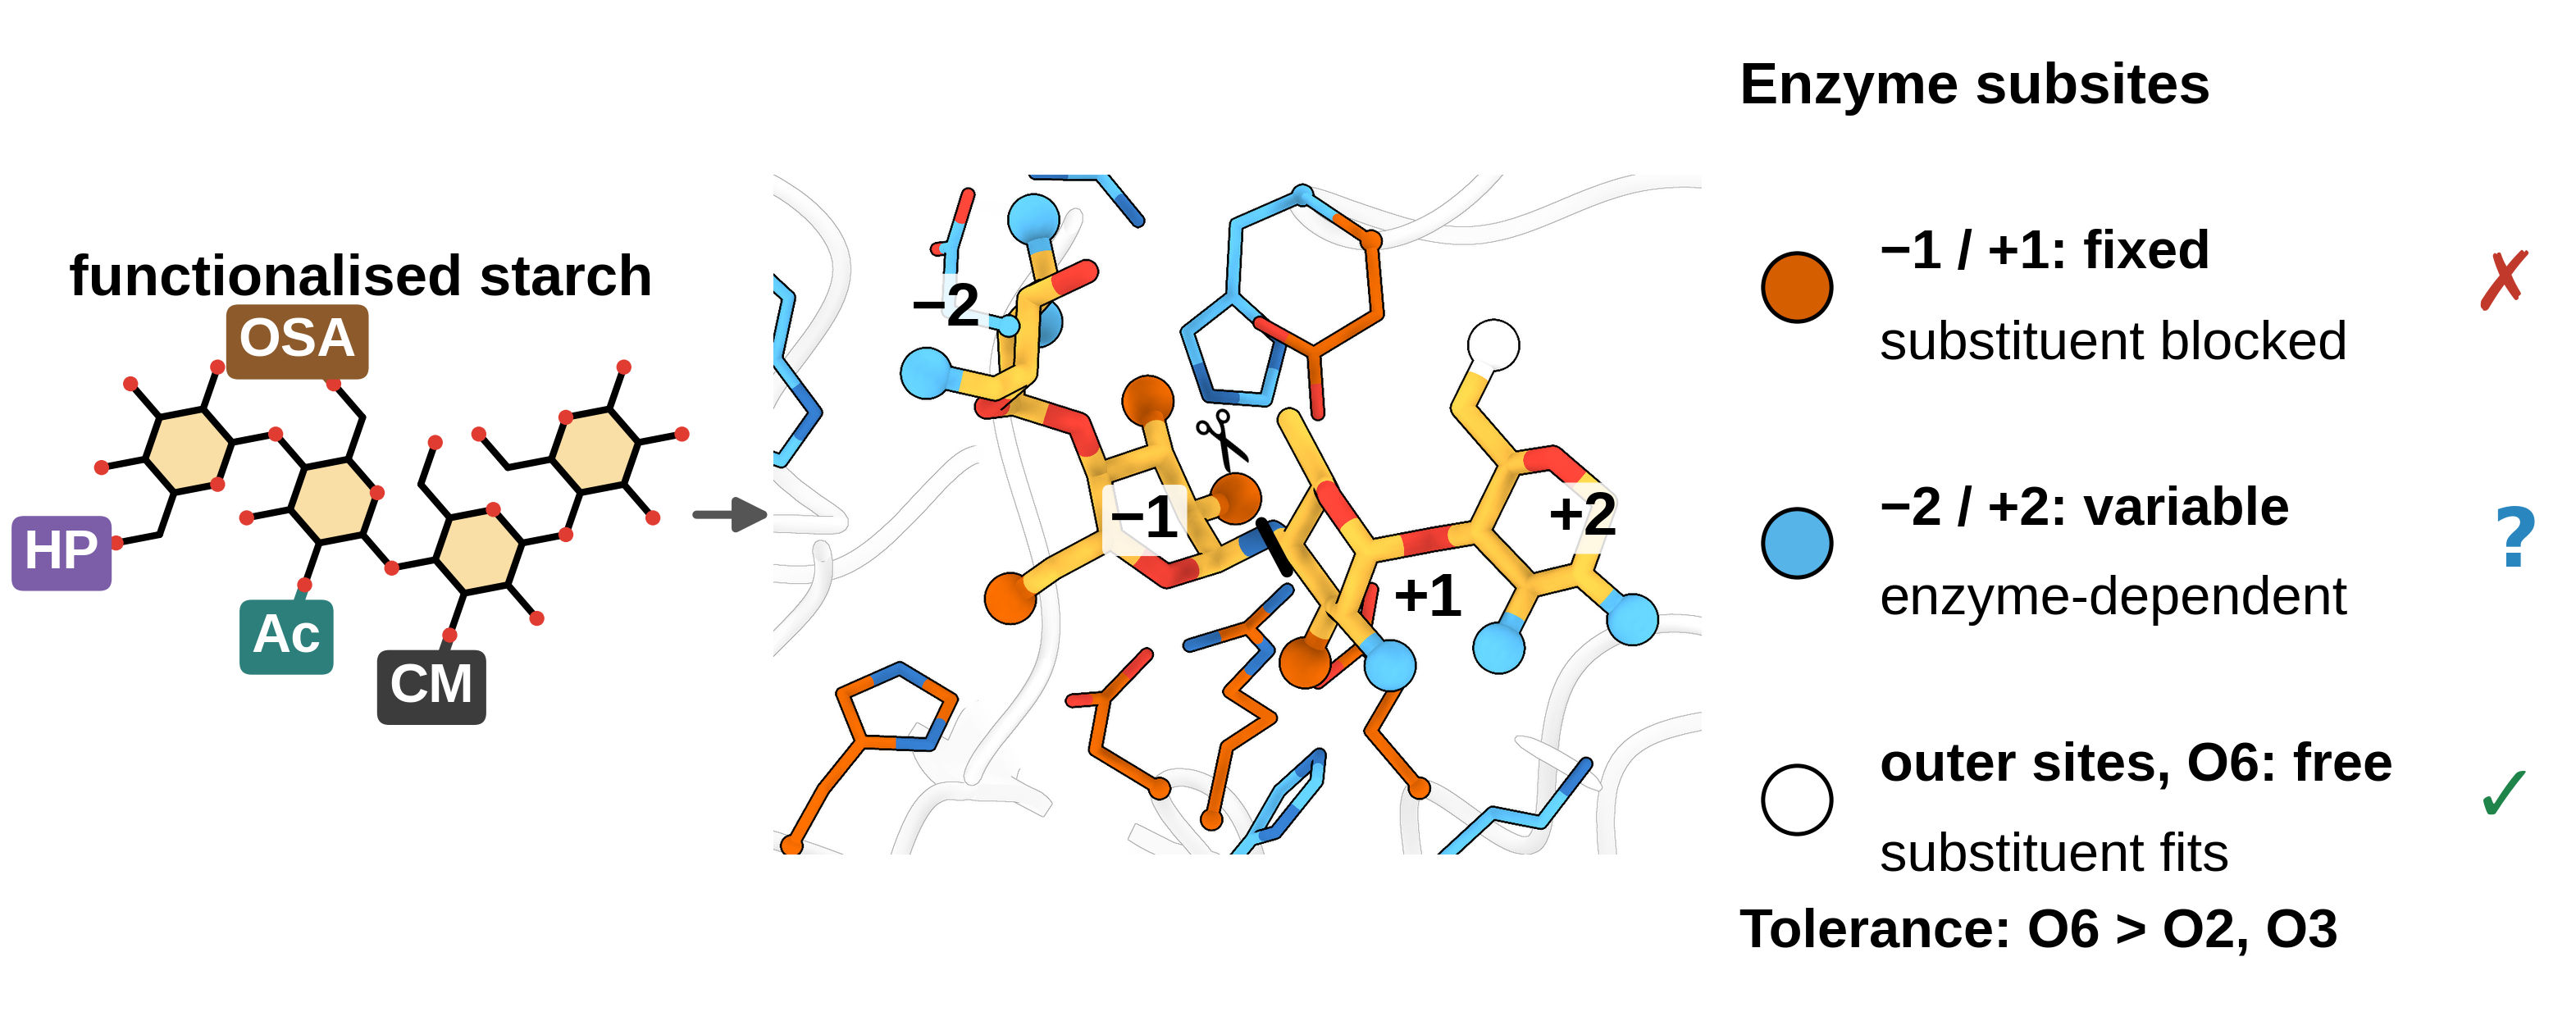 functionalised starch
OSA
HP
Ac
CM
−2
−1
+1
+2
Enzyme subsites
−1 / +1: fixed
substituent blocked
✗
−2 / +2: variable
enzyme-dependent
?
outer sites, O6: free
substituent fits
✓
Tolerance: O6 > O2, O3